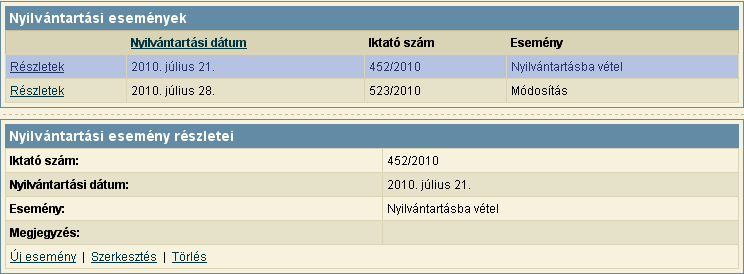 Nyilvántartási események
Nyilvántartási dátum Iktató szám Esemény
Részletek 2010. július 21. 452/2010 Nyilvántartásba vétel
Részletek 2010. július 28. 523/2010 Módosítás
Nyilvántartási esemény részletei
Iktató szám: 452/2010
Nyilvántartási dátum: 2010. július 21.
Esemény: Nyilvántartásba vétel
Megjegyzés:
Új esemény | Szerkesztés | Törlés